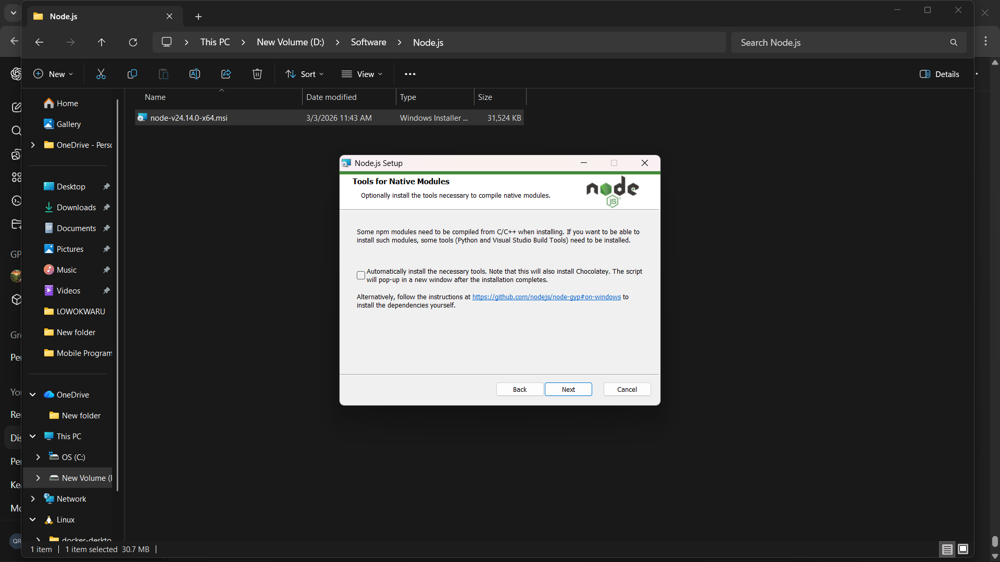 Node.js
This PC
New Volume (D:)
Software
Node.js
Search Node.js
New
Sort
View
Details
Name
Date modified
Type
Size
node-v24.14.0-x64.msi
3/3/2026 11:43 AM
Windows Installer ...
31,524 KB
Home
Gallery
OneDrive - Perso
Desktop
Downloads
Documents
Pictures
Music
Videos
LOWOKWARU
New folder
Mobile Program
OneDrive
New folder
This PC
OS (C:)
New Volume (
Network
Linux
docker-deskto
1 item
1 item selected 30.7 MB
GP
Gro
Per
You
Re
Dis
Per
Ke
Mo
QR
Node.js Setup
Tools for Native Modules
Optionally install the tools necessary to compile native modules.
node
JS
Some npm modules need to be compiled from C/C++ when installing. If you want to be able to
install such modules, some tools (Python and Visual Studio Build Tools) need to be installed.
Automatically install the necessary tools. Note that this will also install Chocolatey. The script
will pop-up in a new window after the installation completes.
Alternatively, follow the instructions at https://github.com/nodejs/node-gyp#on-windows to
install the dependencies yourself.
Back
Next
Cancel